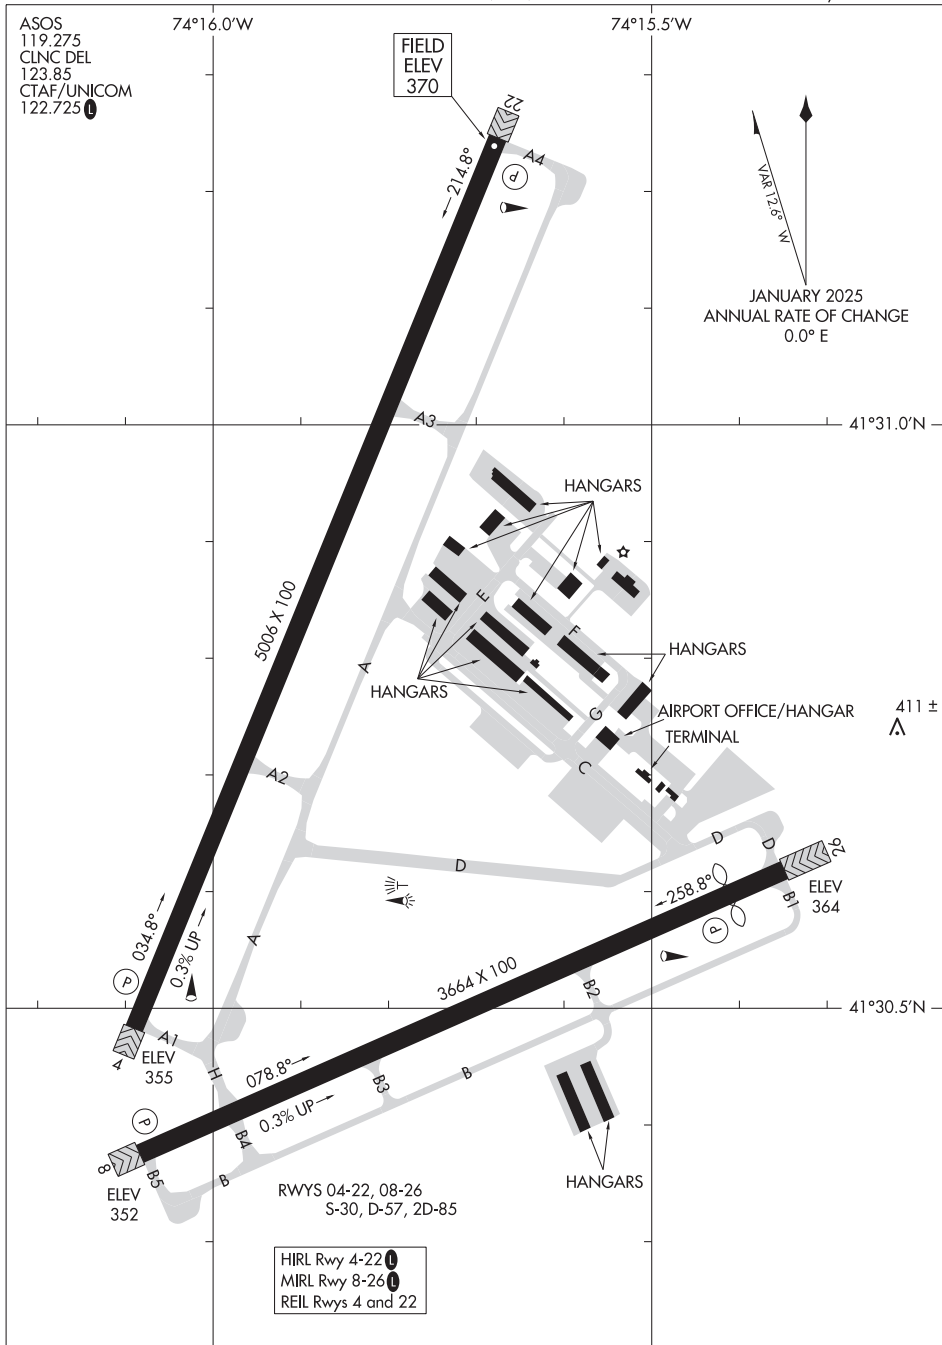 ASOS
119.275
CLNC DEL
123.85
CTAF/UNICOM
122.725 L
74°16.0'W
74°15.5'W
FIELD
ELEV
370
22
A4
P
214.8°
VAR 12.6° W
JANUARY 2025
ANNUAL RATE OF CHANGE
0.0° E
A3
41°31.0'N
HANGARS
5006 X 100
E
F
A
HANGARS
HANGARS
G
AIRPORT OFFICE/HANGAR
411 ±
TERMINAL
C
A2
D
D
D
26
ELEV
364
258.8°
B1
P
T
A
034.8°
0.3% UP
P
3664 X 100
B2
41°30.5'N
A1
4
ELEV
355
H
078.8°
B3
B
0.3% UP
P
B4
8
B5
B
ELEV
352
HANGARS
RWYS 04-22, 08-26
S-30, D-57, 2D-85
HIRL Rwy 4-22 L
MIRL Rwy 8-26 L
REIL Rwys 4 and 22